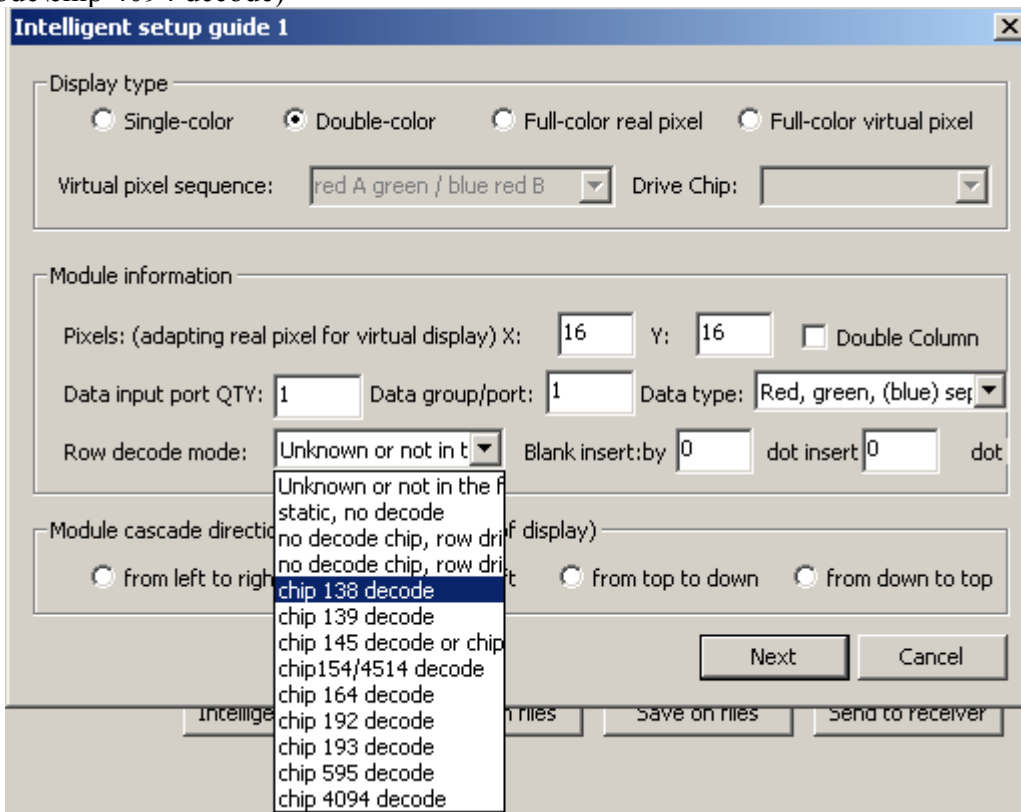 chip 4094 decode)
Intelligent setup guide 1
Display type
Single-color Double-color Full-color real pixel Full-color virtual pixel
Virtual pixel sequence: red A green / blue red B Drive Chip:
Module information
Pixels: (adapting real pixel for virtual display) X: 16 Y: 16 Double Column
Data input port QTY: 1 Data group/port: 1 Data type: Red, green, (blue)
Row decode mode: Unknown or not in t Blank insert:by 0 dot insert 0 dot
Unknown or not in the f
static, no decode
Module cascade directio of display)
no decode chip, row dri
no decode chip, row dri
from left to righ ft from top to down from down to top
chip 138 decode
chip 139 decode
chip 145 decode or chip
chip154/4514 decode
Next Cancel
chip 164 decode
chip 192 decode
chip 193 decode
chip 595 decode
chip 4094 decode
Save on files Send to receiver